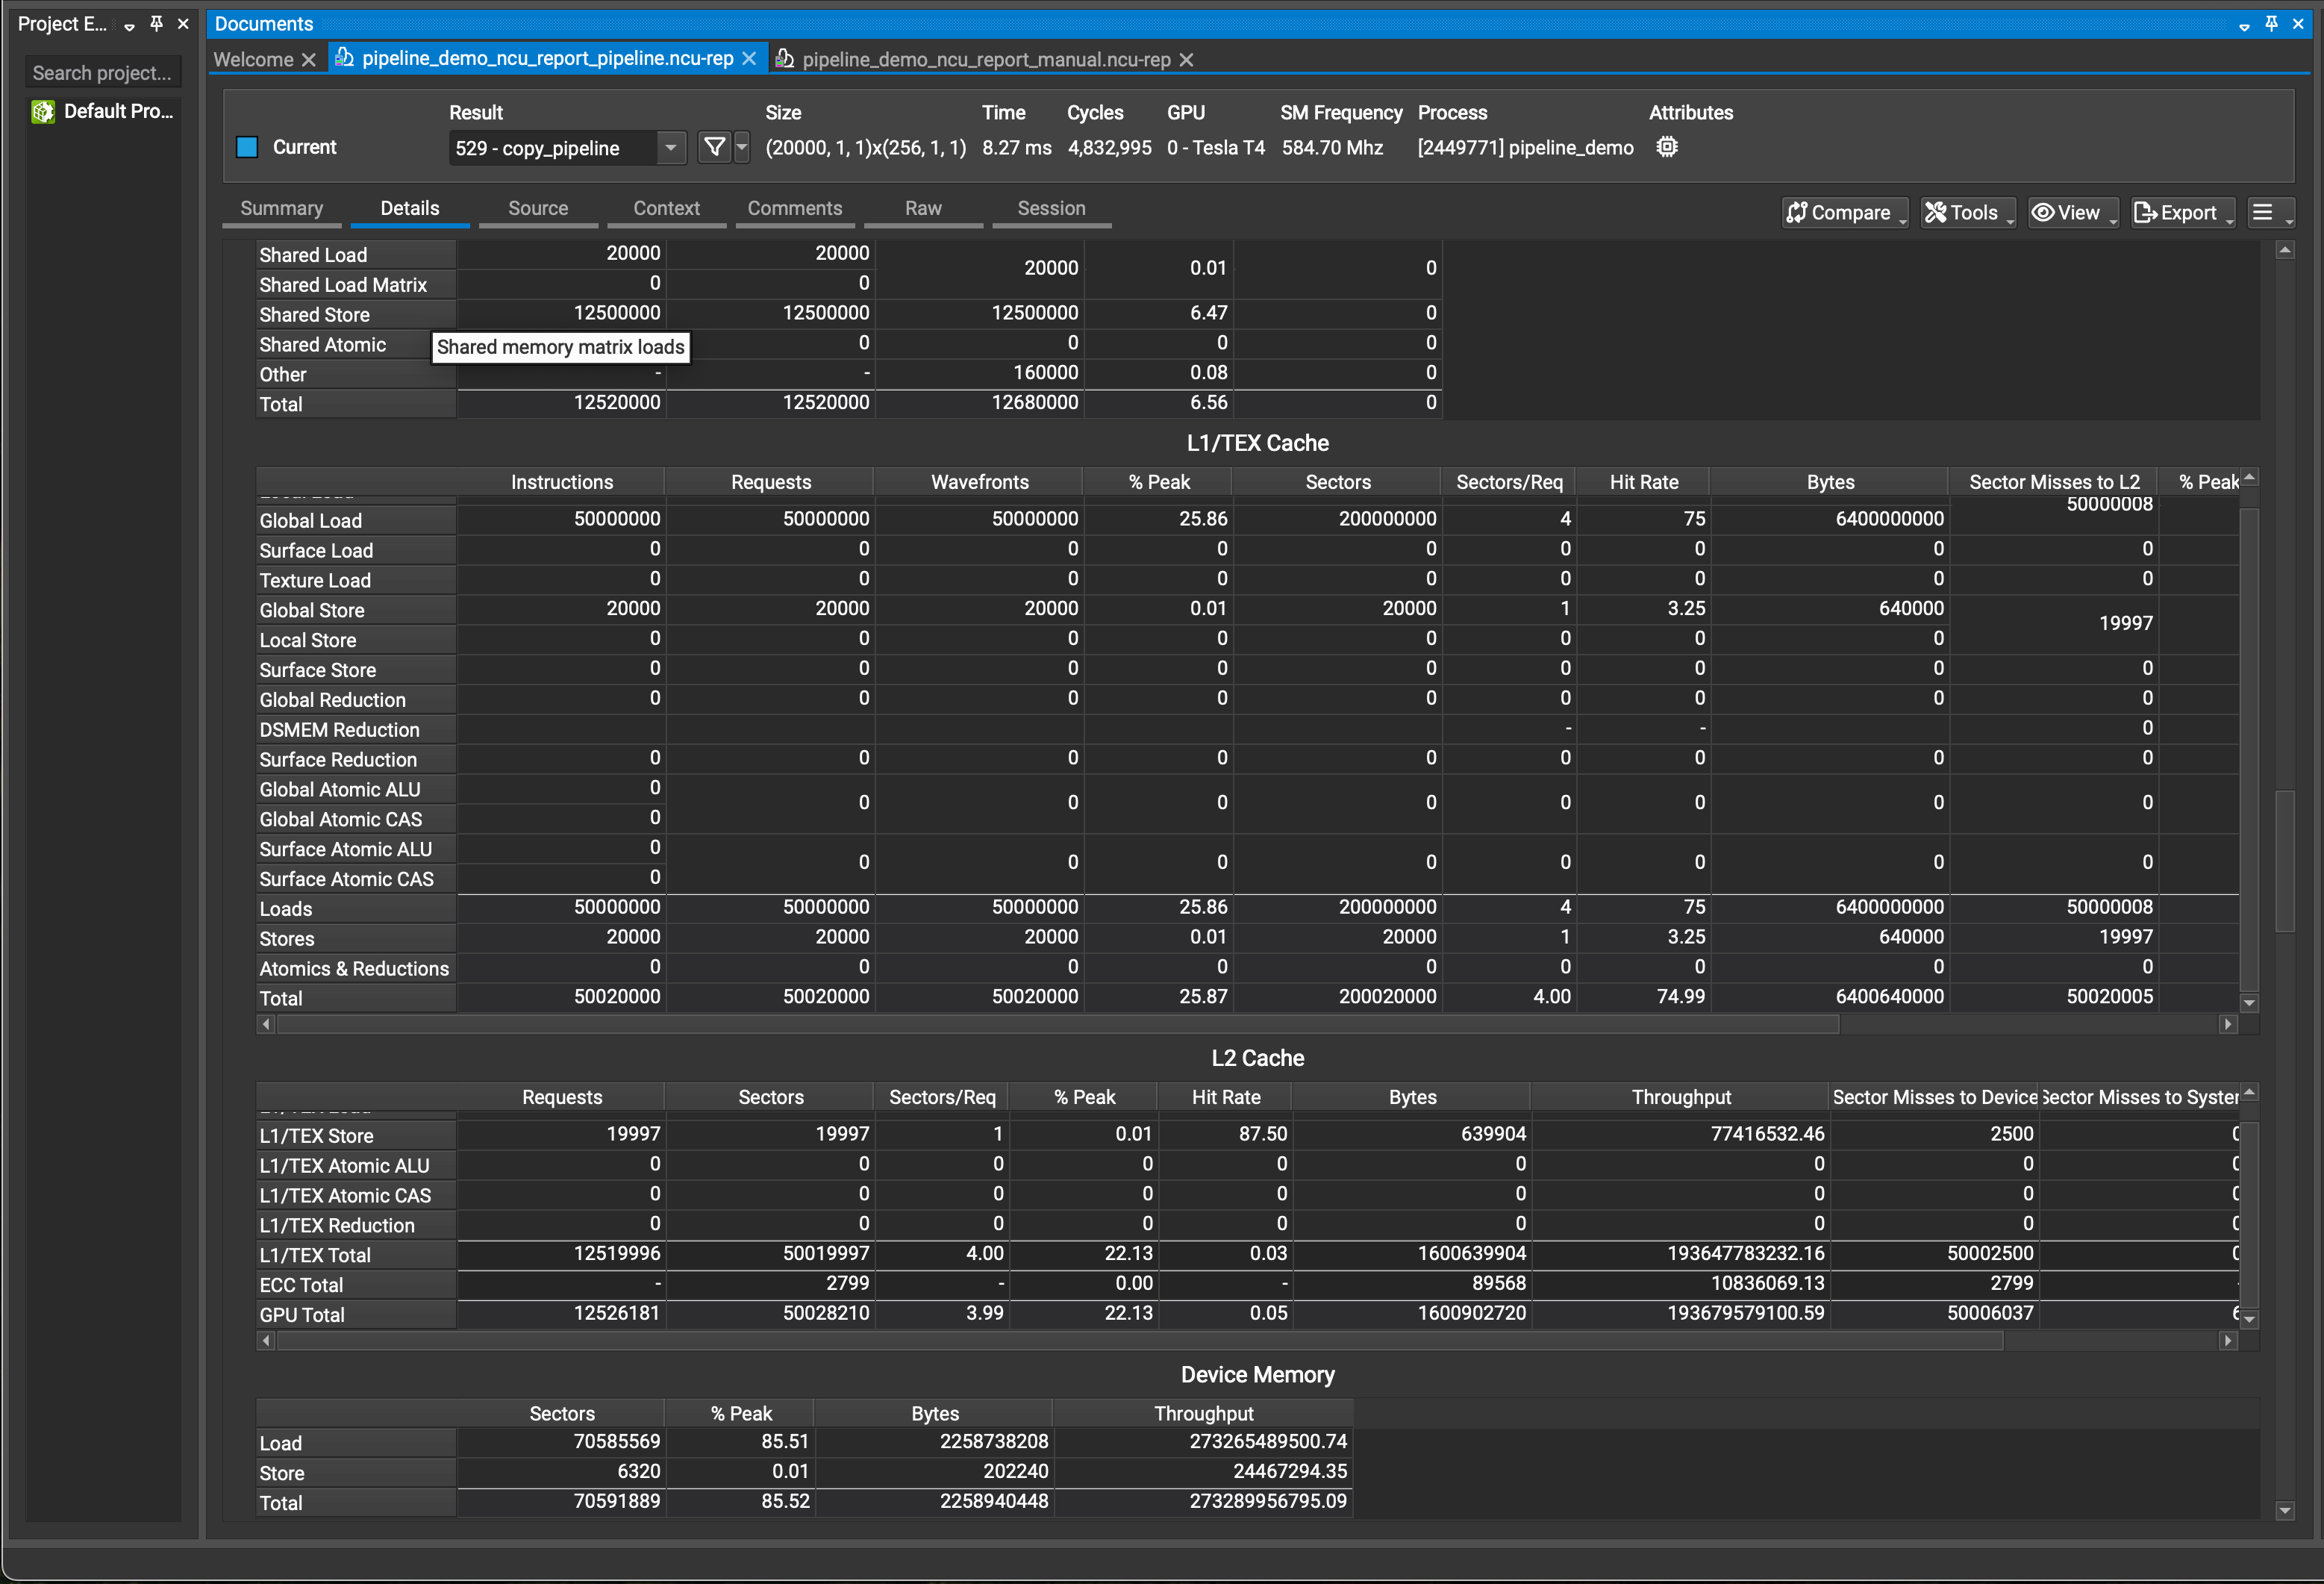 Project E...
Documents
Search project...
Default Pro...
Welcome pipeline_demo_ncu_report_pipeline.ncu-rep pipeline_demo_ncu_report_manual.ncu-rep
Result Size Time Cycles GPU SM Frequency Process Attributes
Current 529 - copy_pipeline (20000, 1, 1)x(256, 1, 1) 8.27 ms 4,832,995 0 - Tesla T4 584.70 Mhz [2449771] pipeline_demo
Summary Details Source Context Comments Raw Session Compare Tools View Export
Shared Load 20000 20000 20000 0.01 0
Shared Load Matrix 0 0
Shared Store 12500000 12500000 12500000 6.47 0
Shared Atomic 0 0 0 0
Shared memory matrix loads
Other - - 160000 0.08 0
Total 12520000 12520000 12680000 6.56 0
L1/TEX Cache
Instructions Requests Wavefronts % Peak Sectors Sectors/Req Hit Rate Bytes Sector Misses to L2 % Peak
Global Load 50000000 50000000 50000000 25.86 200000000 4 75 6400000000 50000008
Surface Load 0 0 0 0 0 0 0 0 0
Texture Load 0 0 0 0 0 0 0 0 0
Global Store 20000 20000 20000 0.01 20000 1 3.25 640000 19997
Local Store 0 0 0 0 0 0 0 0
Surface Store 0 0 0 0 0 0 0 0 0
Global Reduction 0 0 0 0 0 0 0 0 0
DSMEM Reduction - - 0
Surface Reduction 0 0 0 0 0 0 0 0 0
Global Atomic ALU 0 0 0 0 0 0 0 0 0
Global Atomic CAS 0
Surface Atomic ALU 0 0 0 0 0 0 0 0 0
Surface Atomic CAS 0
Loads 50000000 50000000 50000000 25.86 200000000 4 75 6400000000 50000008
Stores 20000 20000 20000 0.01 20000 1 3.25 640000 19997
Atomics & Reductions 0 0 0 0 0 0 0 0 0
Total 50020000 50020000 50020000 25.87 200020000 4.00 74.99 6400640000 50020005
L2 Cache
Requests Sectors Sectors/Req % Peak Hit Rate Bytes Throughput Sector Misses to Device Sector Misses to System
L1/TEX Store 19997 19997 1 0.01 87.50 639904 77416532.46 2500 0
L1/TEX Atomic ALU 0 0 0 0 0 0 0 0 0
L1/TEX Atomic CAS 0 0 0 0 0 0 0 0 0
L1/TEX Reduction 0 0 0 0 0 0 0 0 0
L1/TEX Total 12519996 50019997 4.00 22.13 0.03 1600639904 193647783232.16 50002500 0
ECC Total - 2799 - 0.00 - 89568 10836069.13 2799 -
GPU Total 12526181 50028210 3.99 22.13 0.05 1600902720 193679579100.59 50006037
Device Memory
Sectors % Peak Bytes Throughput
Load 70585569 85.51 2258738208 273265489500.74
Store 6320 0.01 202240 24467294.35
Total 70591889 85.52 2258940448 273289956795.09